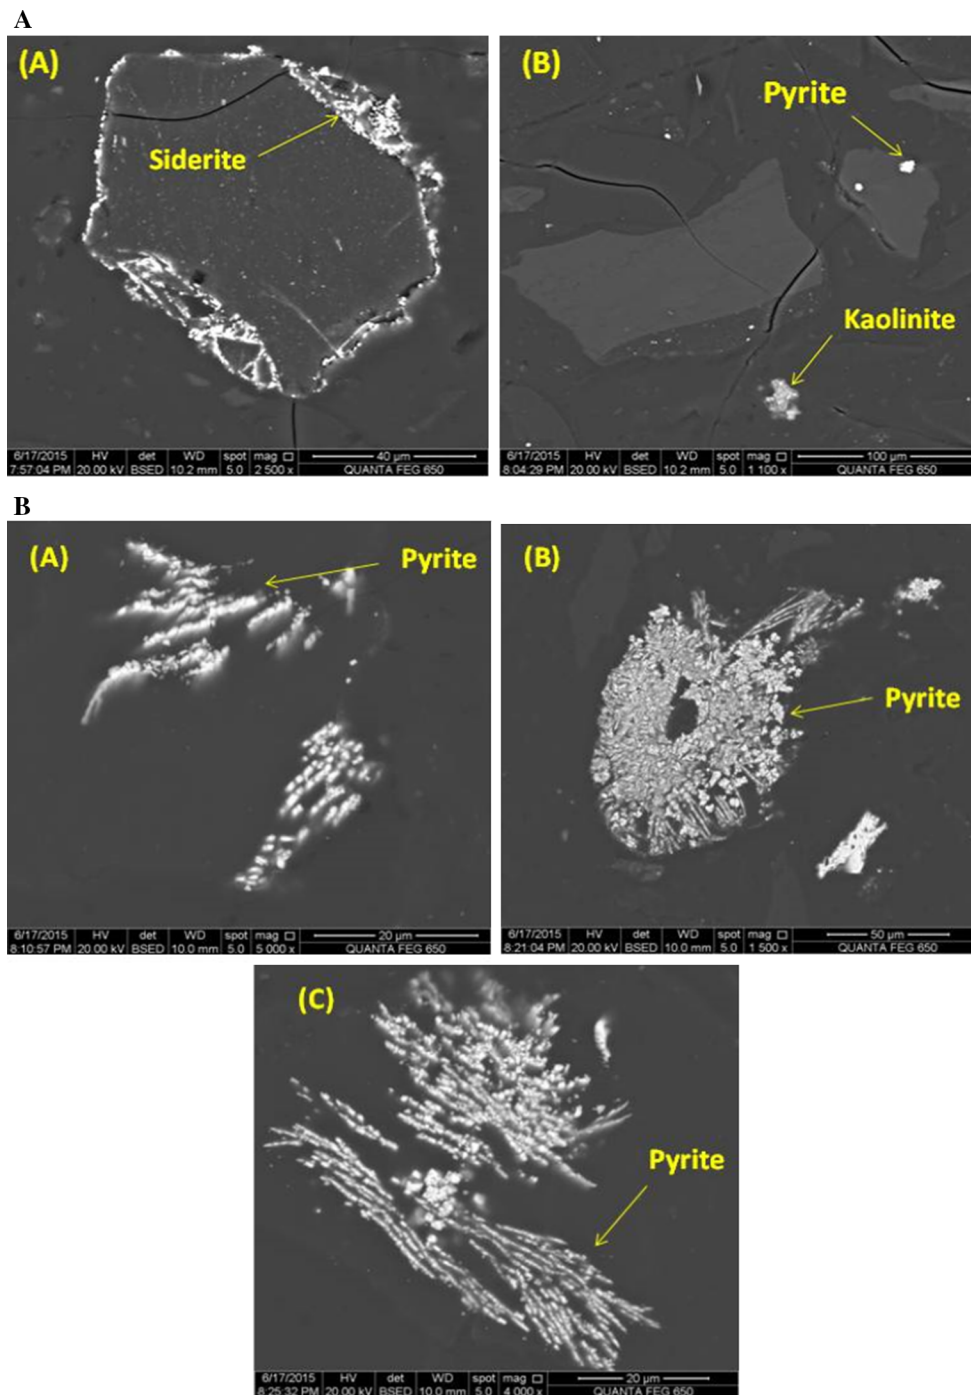 A
(A)
Siderite
6/17/2015 HV det WD spot mag □ 40 µm
7:57:04 PM 20.00 kV BSED 10.2 mm 5.0 2 500 x QUANTA FEG 650
(B)
Pyrite
Kaolinite
6/17/2015 HV det WD spot mag □ 100 µm
8:04:29 PM 20.00 kV BSED 10.2 mm 5.0 1 100 x QUANTA FEG 650
B
(A)
Pyrite
6/17/2015 HV det WD spot mag □ 20 µm
8:10:57 PM 20.00 kV BSED 10.0 mm 5.0 5 000 x QUANTA FEG 650
(B)
Pyrite
6/17/2015 HV det WD spot mag □ 50 µm
8:21:04 PM 20.00 kV BSED 10.0 mm 5.0 1 500 x QUANTA FEG 650
(C)
Pyrite
6/17/2015 HV det WD spot mag □ 20 µm
8:25:32 PM 20.00 kV BSED 10.0 mm 5.0 4 000 x QUANTA FEG 650